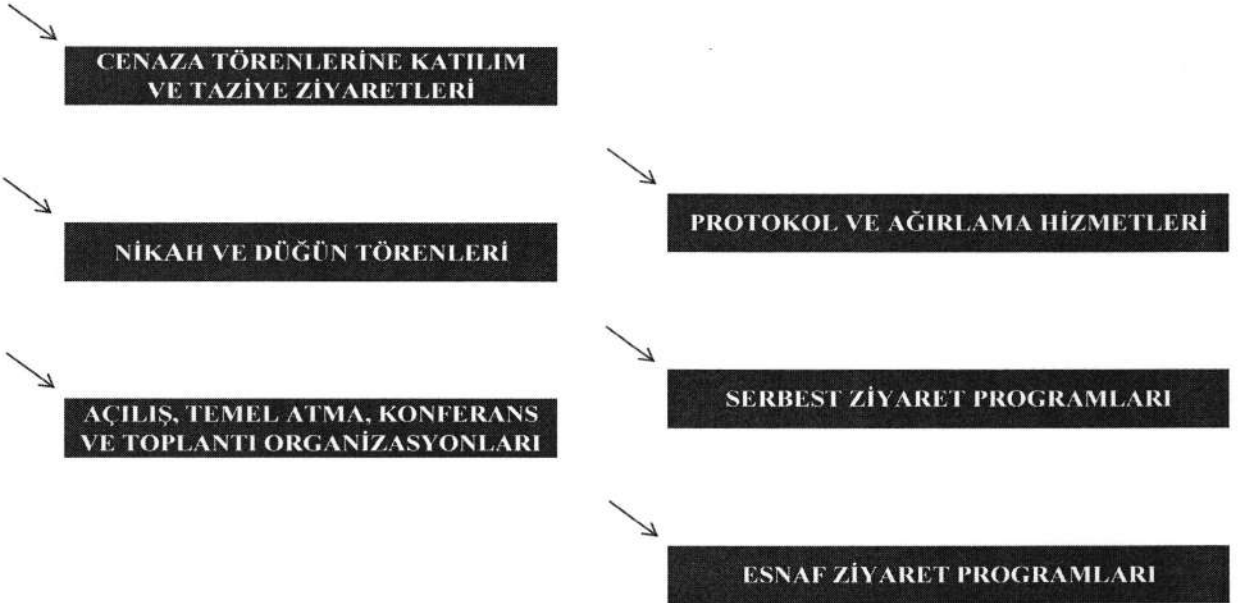 CENAZA TÖRENLERİNE KATILIM
VE TAZİYE ZİYARETLERİ
NİKAH VE DÜĞÜN TÖRENLERİ
AÇILIŞ, TEMEL ATMA, KONFERANS
VE TOPLANTI ORGANİZASYONLARI
PROTOKOL VE AĞIRLAMA HİZMETLERİ
SERBEST ZİYARET PROGRAMLARI
ESNAF ZİYARET PROGRAMLARI